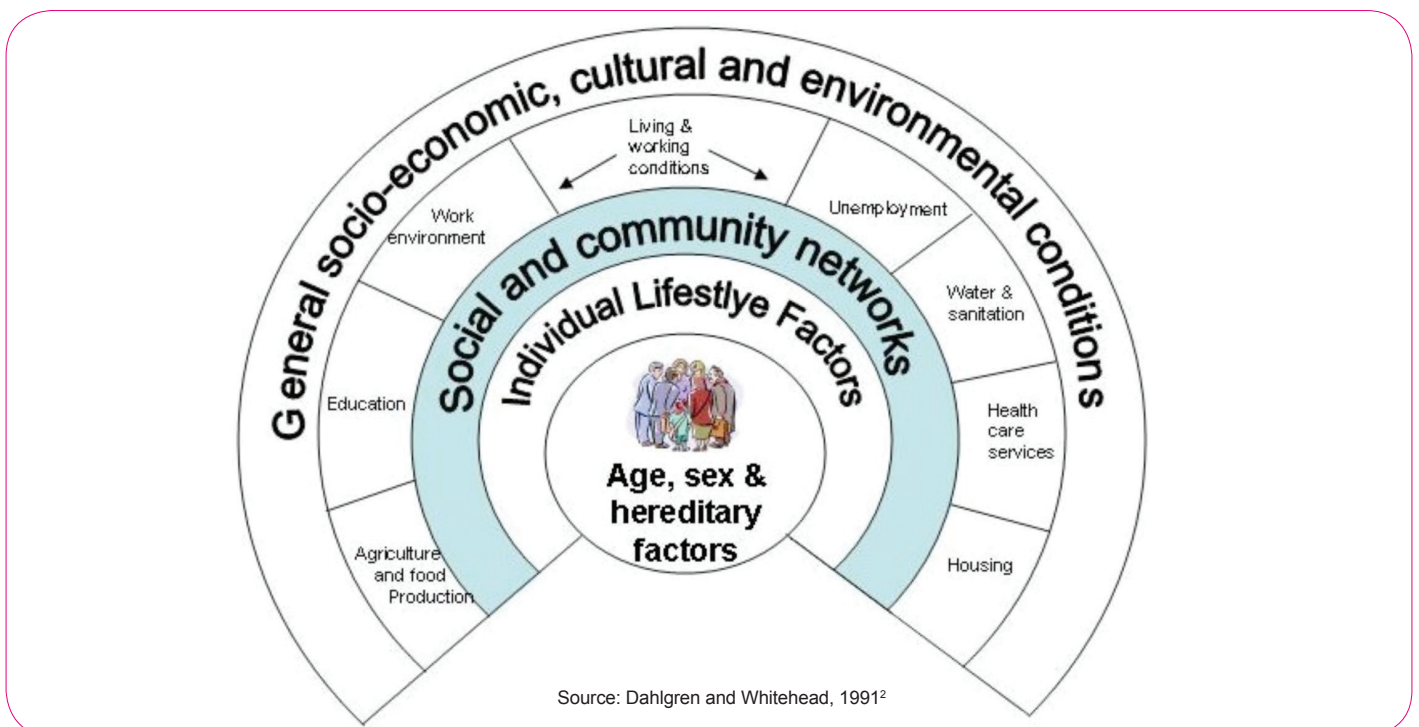 General socio-economic, cultural and environmental conditions
Living &
working
conditions
Work
environment
Unemployment
Education
Water &
sanitation
Agriculture
and food
Production
Health
care
services
Housing
Social and community networks
Individual Lifestlye Factors
Age, sex &
hereditary
factors
Source: Dahlgren and Whitehead, 1991²